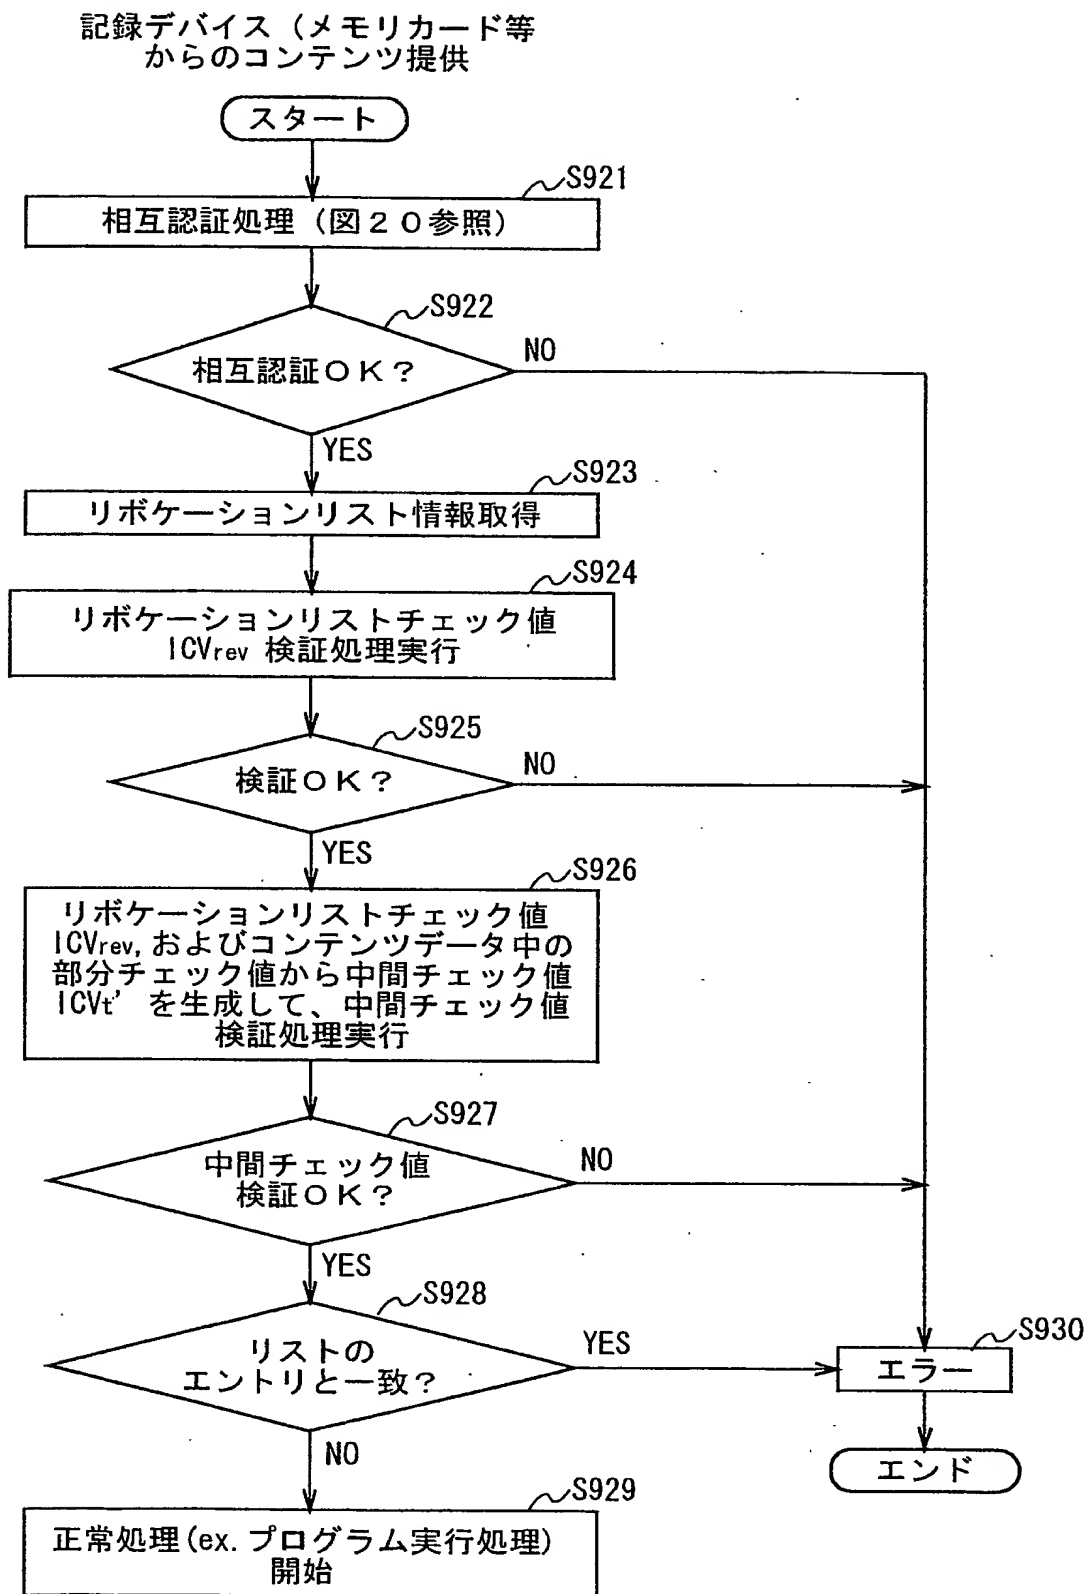 記録デバイス（メモリカード等
からのコンテンツ提供
スタート
S921
相互認証処理（図２０参照）
S922
相互認証ＯＫ？
NO
YES
S923
リボケーションリスト情報取得
S924
リボケーションリストチェック値
ICVrev 検証処理実行
S925
検証ＯＫ？
NO
YES
S926
リボケーションリストチェック値
ICVrev, およびコンテンツデータ中の
部分チェック値から中間チェック値
ICVt' を生成して、中間チェック値
検証処理実行
S927
中間チェック値
検証ＯＫ？
NO
YES
S928
リストの
エントリと一致？
YES
S930
エラー
NO
エンド
S929
正常処理(ex. プログラム実行処理)
開始